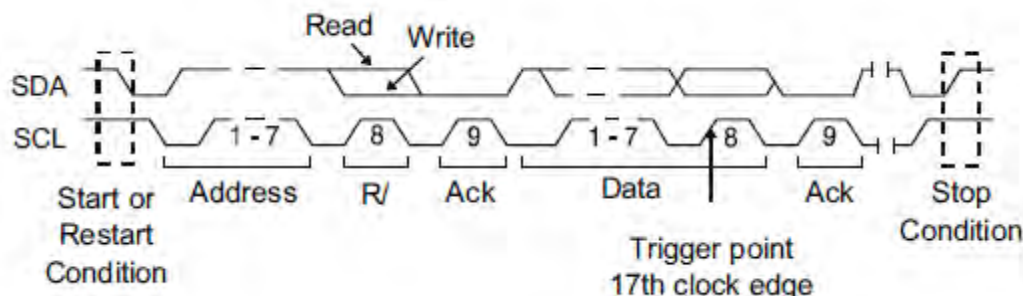 Read
Write
SDA
SCL
1 - 7
8
9
1 - 7
8
9
Address
R/
Ack
Data
Ack
Start or
Restart
Condition
Stop
Condition
Trigger point
17th clock edge